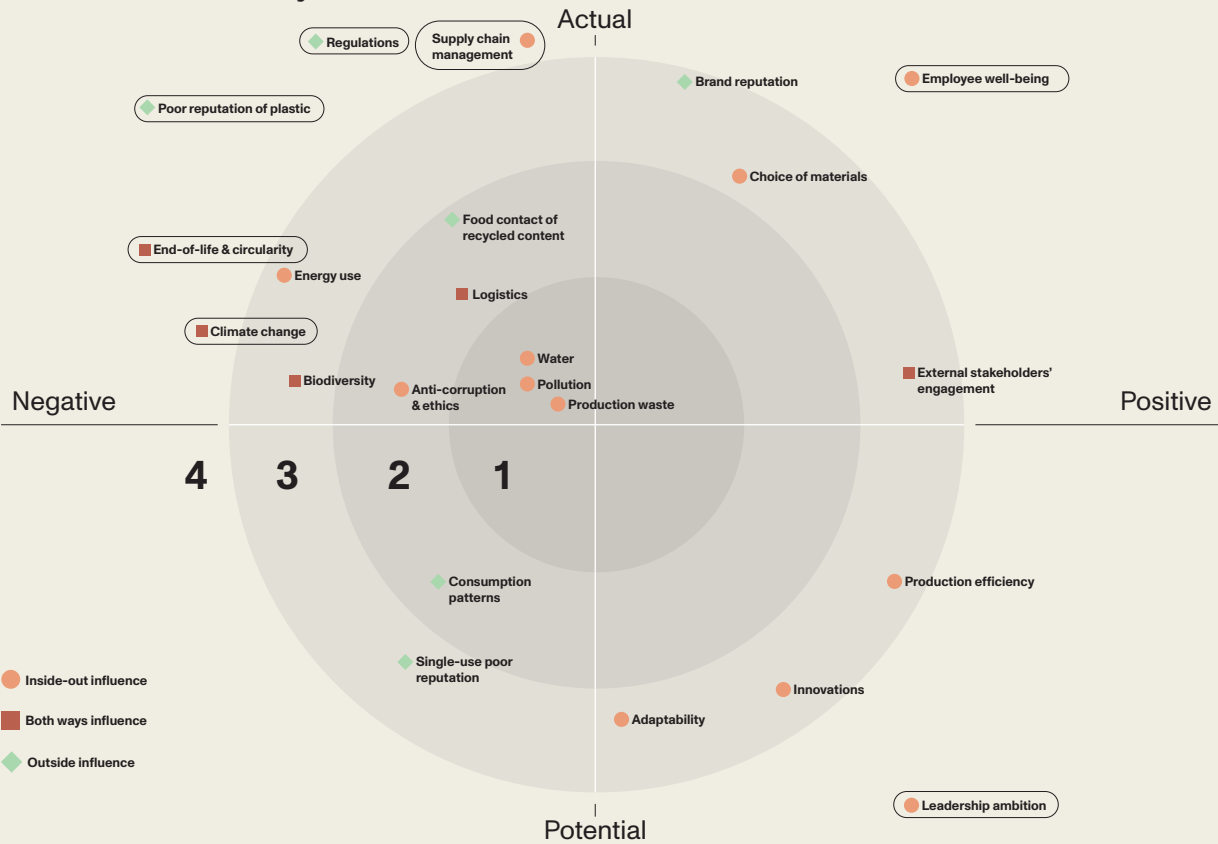 Actual
Regulations
Supply chain
management
Employee well-being
Brand reputation
Poor reputation of plastic
Choice of materials
Food contact of
recycled content
End-of-life & circularity
Energy use
Logistics
Climate change
Water
External stakeholders'
engagement
Biodiversity
Pollution
Anti-corruption
& ethics
Production waste
Negative
Positive
4
3
2
1
Consumption
patterns
Production efficiency
Single-use poor
reputation
Inside-out influence
Innovations
Both ways influence
Adaptability
Outside influence
Leadership ambition
Potential